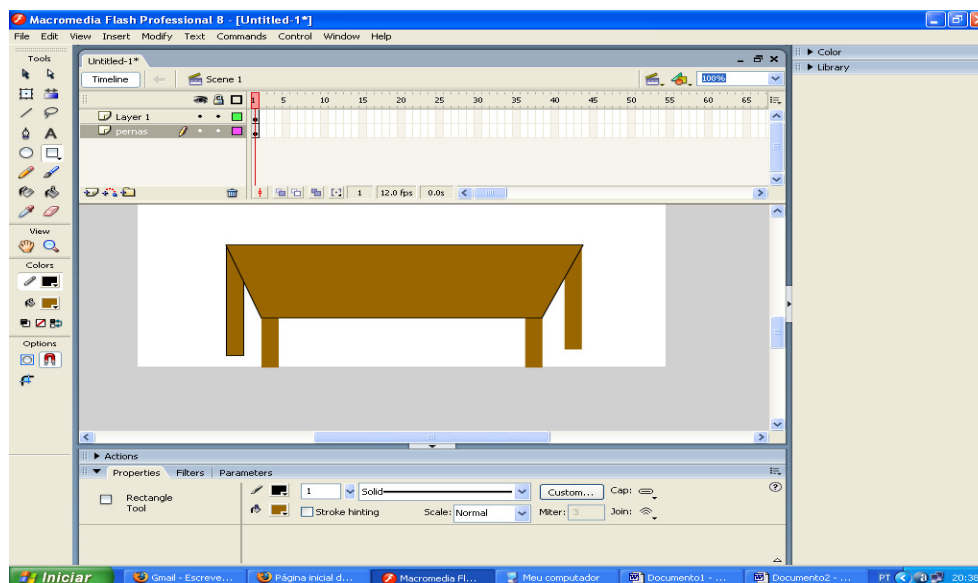 Macromedia Flash Professional 8 - [Untitled-1*]
File Edit View Insert Modify Text Commands Control Window Help
Tools
Untitled-1*
Timeline
Scene 1
100%
1 5 10 15 20 25 30 35 40 45 50 55 60 65
Layer 1
pernas
1 12.0 fps 0.0s
View
Colors
Options
Color
Library
Actions
Properties Filters Parameters
Rectangle
Tool
1 Solid Custom... Cap:
Stroke hinting Scale: Normal Miter: 3 Join:
Iniciar Gmail - Escreve... Página inicial d... Macromedia Fl... Meu computador Documento1 - ... Documento2 - ... PT